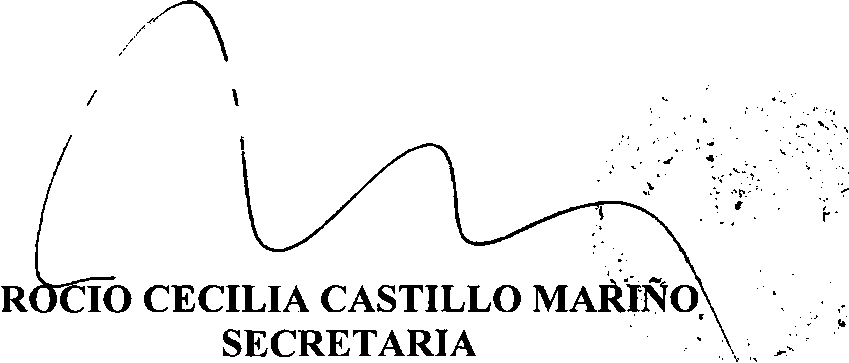 ROCIO CECILIA CASTILLO MARIÑO
SECRETARIA